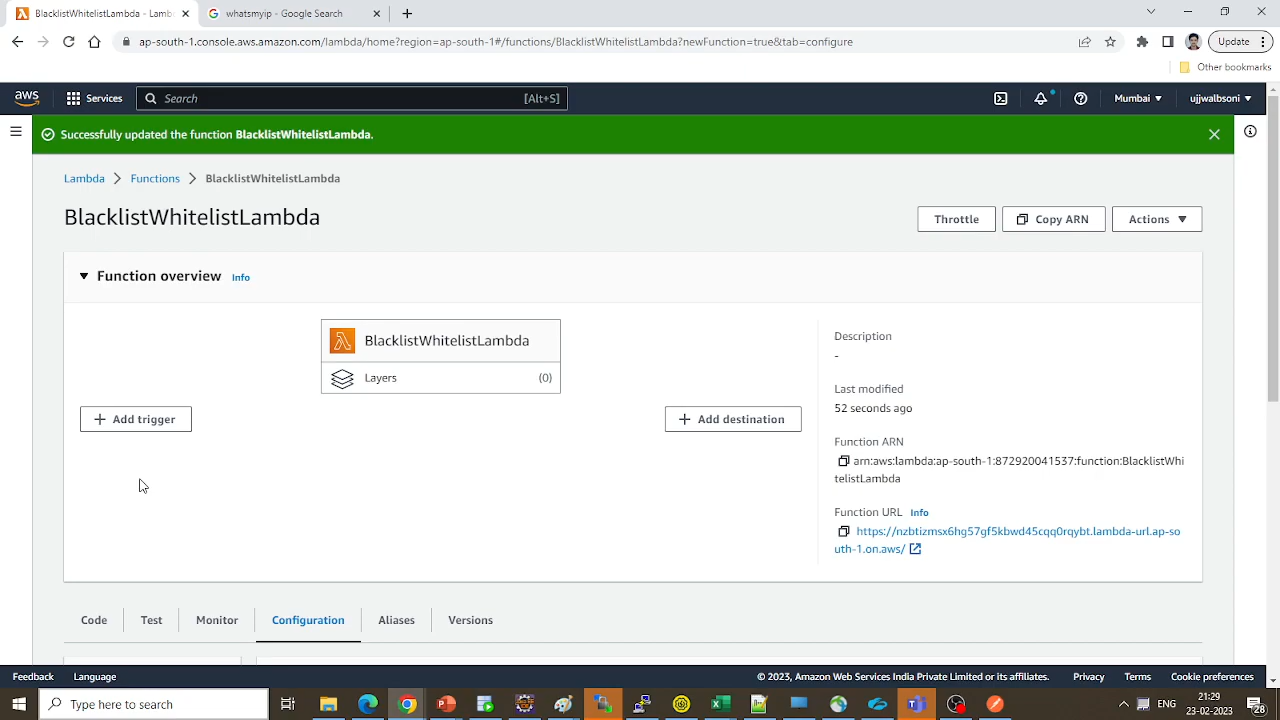 BlacklistWhitelistLambda - Lamb
whatsmyip - Google Search
ap-south-1.console.aws.amazon.com/lambda/home?region=ap-south-1#/functions/BlacklistWhitelistLambda?newFunction=true&tab=configure
Update
Other bookmarks
aws
Services
Search
[Alt+S]
Mumbai
ujjwalbsoni
Successfully updated the function BlacklistWhitelistLambda.
Lambda
Functions
BlacklistWhitelistLambda
BlacklistWhitelistLambda
Throttle
Copy ARN
Actions
Function overview
Info
BlacklistWhitelistLambda
Layers
(0)
Add trigger
Add destination
Description
-
Last modified
52 seconds ago
Function ARN
arn:aws:lambda:ap-south-1:872920041537:function:BlacklistWhi
telistLambda
Function URL Info
https://nzbtizmsx6hg57gf5kbwd45cqq0rqybt.lambda-url.ap-so
uth-1.on.aws/
Code
Test
Monitor
Configuration
Aliases
Versions
Feedback
Language
© 2023, Amazon Web Services India Private Limited or its affiliates.
Privacy
Terms
Cookie preferences
Type here to search
ENG
21:29
23-02-2023
28